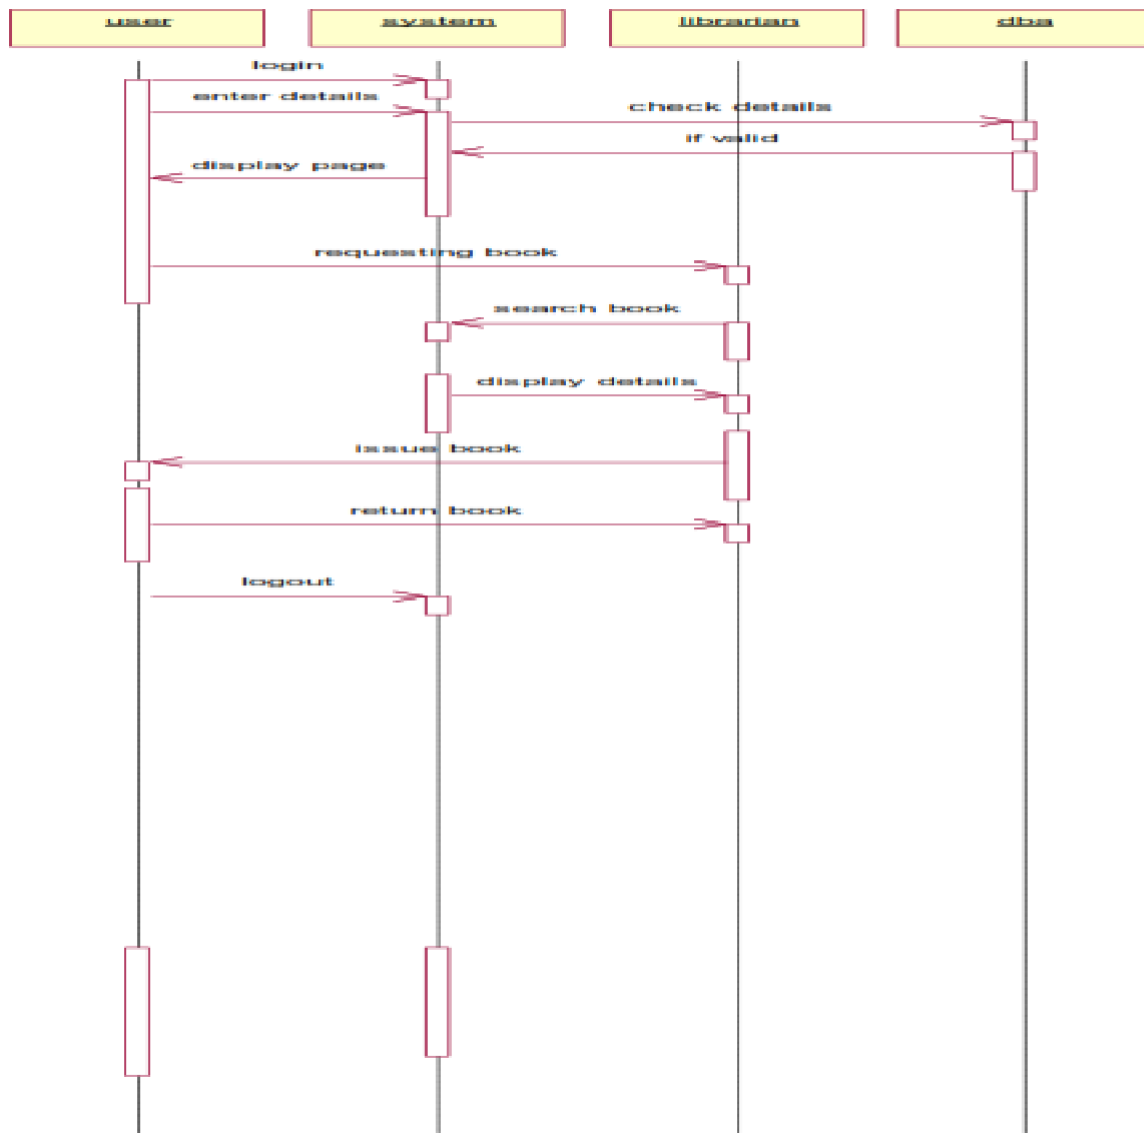 user system librarian dba
login
enter details
check details
if valid
display page
requesting book
search book
display details
issue book
return book
logout